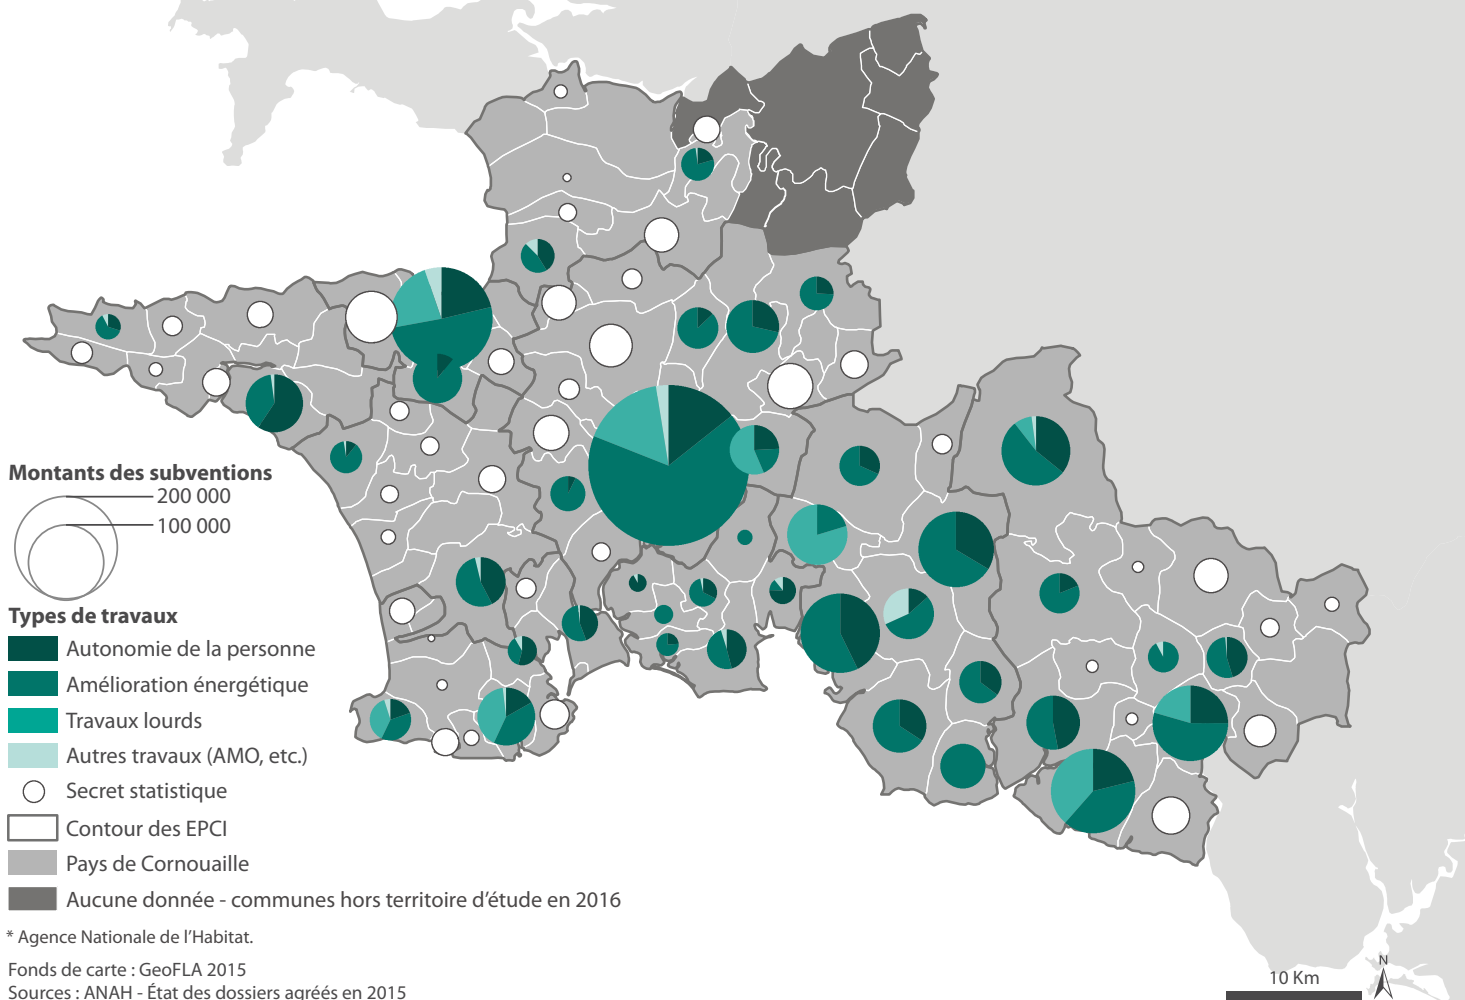 Montants des subventions
200 000
100 000
Types de travaux
Autonomie de la personne
Amélioration énergétique
Travaux lourds
Autres travaux (AMO, etc.)
Secret statistique
Contour des EPCI
Pays de Cornouaille
Aucune donnée - communes hors territoire d'étude en 2016
* Agence Nationale de l'Habitat.
Fonds de carte : GeoFLA 2015
Sources : ANAH - État des dossiers agréés en 2015
10 Km
N